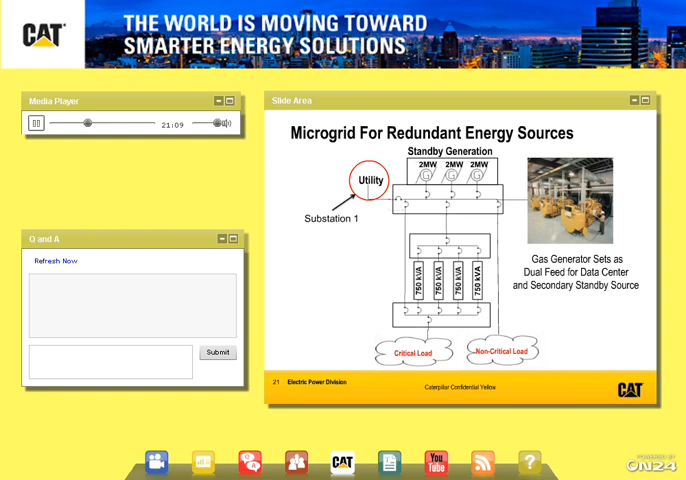 CAT
THE WORLD IS MOVING TOWARD
SMARTER ENERGY SOLUTIONS
Media Player
21:09
Q and A
Refresh Now
Submit
Slide Area
Microgrid For Redundant Energy Sources
Standby Generation
2MW 2MW 2MW
G G G
Utility
Substation 1
750 kVA 750 kVA 750 kVA 750 kVA
Critical Load
Non-Critical Load
Gas Generator Sets as
Dual Feed for Data Center
and Secondary Standby Source
21 Electric Power Division
Caterpillar Confidential Yellow
CAT
Q
A
CAT
You
Tube
?
POWERED BY
ON24